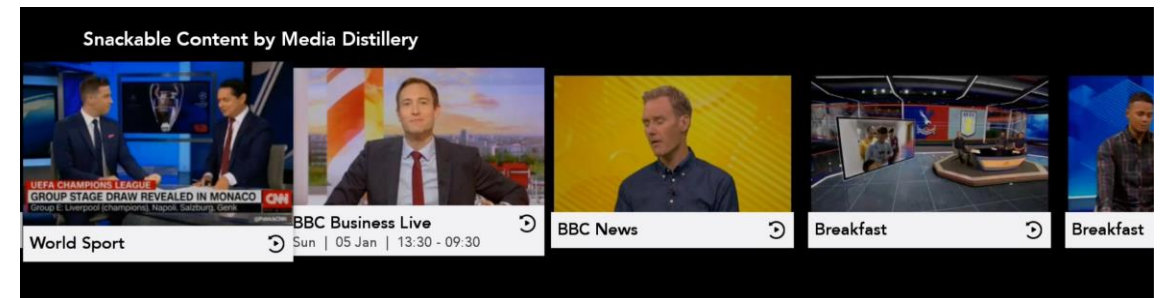 Snackable Content by Media Distillery
UEFA CHAMPIONS LEAGUE
GROUP STAGE DRAW REVEALED IN MONACO
CNN
Group E: Liverpool (champions), Napoli, Salzburg, Genk
@PatrickCNN
World Sport
BBC Business Live
Sun | 05 Jan | 13:30 - 09:30
BBC News
Breakfast
Breakfast